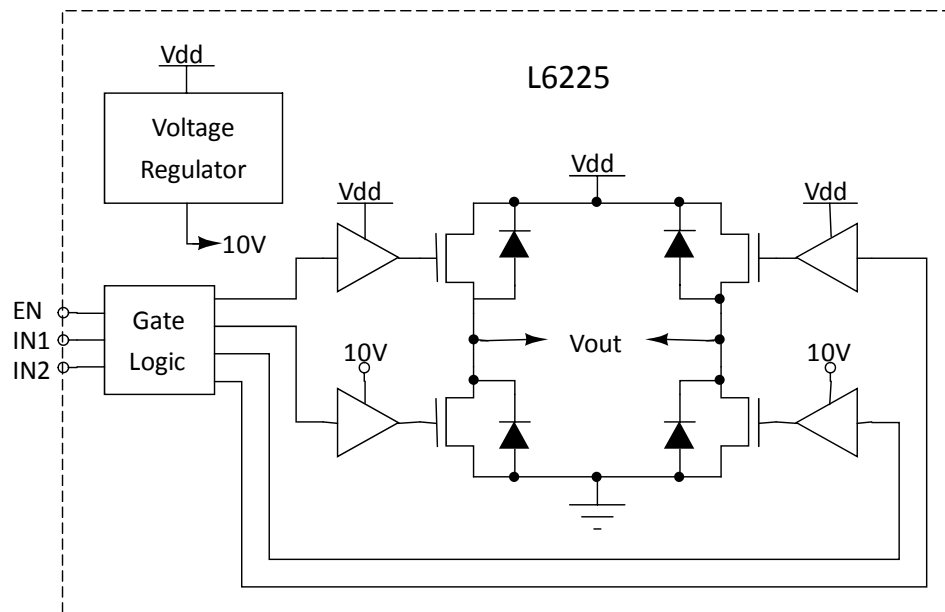 L6225
Vdd
Voltage
Regulator
10V
Vdd
Vdd
Vdd
EN
IN1
IN2
Gate
Logic
10V
Vout
10V